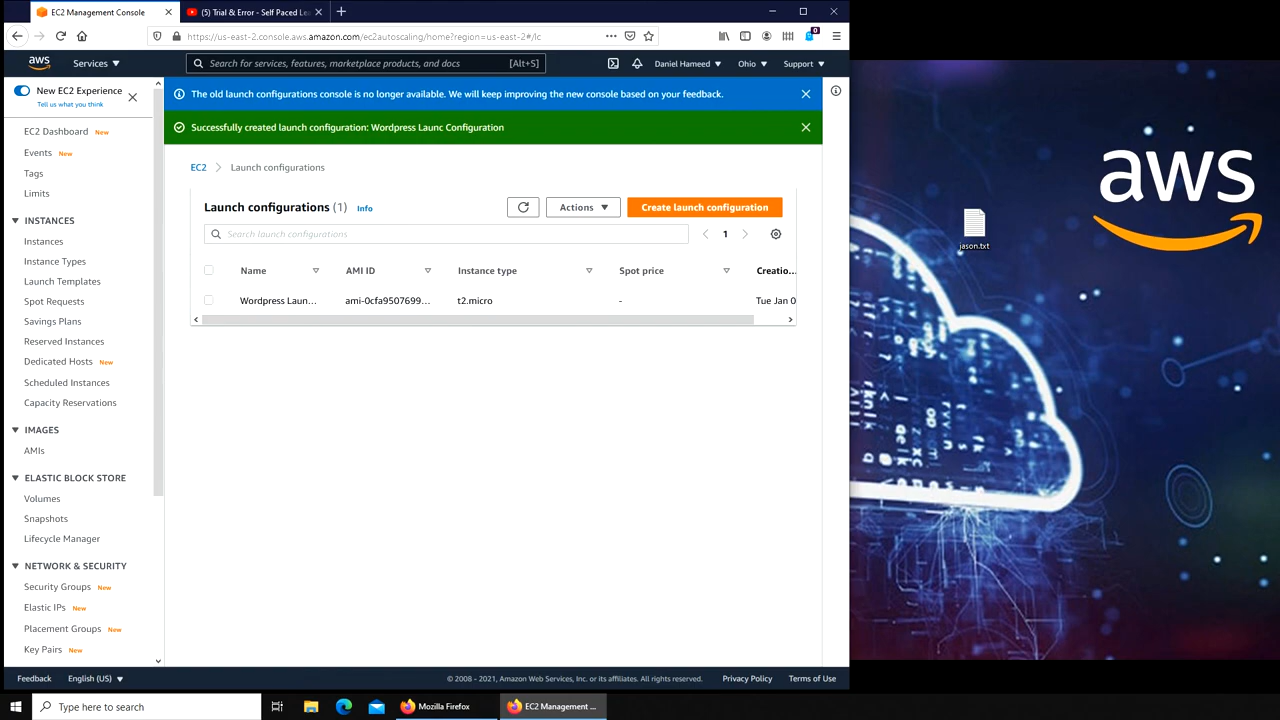 EC2 Management Console
(5) Trial & Error - Self Paced Le
https://us-east-2.console.aws.amazon.com/ec2autoscaling/home?region=us-east-2#/lc
0
aws
Services
Search for services, features, marketplace products, and docs
[Alt+S]
Daniel Hameed
Ohio
Support
New EC2 Experience
Tell us what you think
The old launch configurations console is no longer available. We will keep improving the new console based on your feedback.
Successfully created launch configuration: Wordpress Launc Configuration
EC2 Dashboard New
Events New
Tags
Limits
INSTANCES
Instances
Instance Types
Launch Templates
Spot Requests
Savings Plans
Reserved Instances
Dedicated Hosts New
Scheduled Instances
Capacity Reservations
IMAGES
AMIs
ELASTIC BLOCK STORE
Volumes
Snapshots
Lifecycle Manager
NETWORK & SECURITY
Security Groups New
Elastic IPs New
Placement Groups New
Key Pairs New
EC2 > Launch configurations
Launch configurations (1) Info
Actions
Create launch configuration
Search launch configurations
1
Name AMI ID Instance type Spot price Creatio...
Wordpress Laun... ami-0cfa9507699... t2.micro - Tue Jan 0
Feedback
English (US)
© 2008 - 2021, Amazon Web Services, Inc. or its affiliates. All rights reserved.
Privacy Policy
Terms of Use
aws
jason.txt
Type here to search
Mozilla Firefox
EC2 Management ...